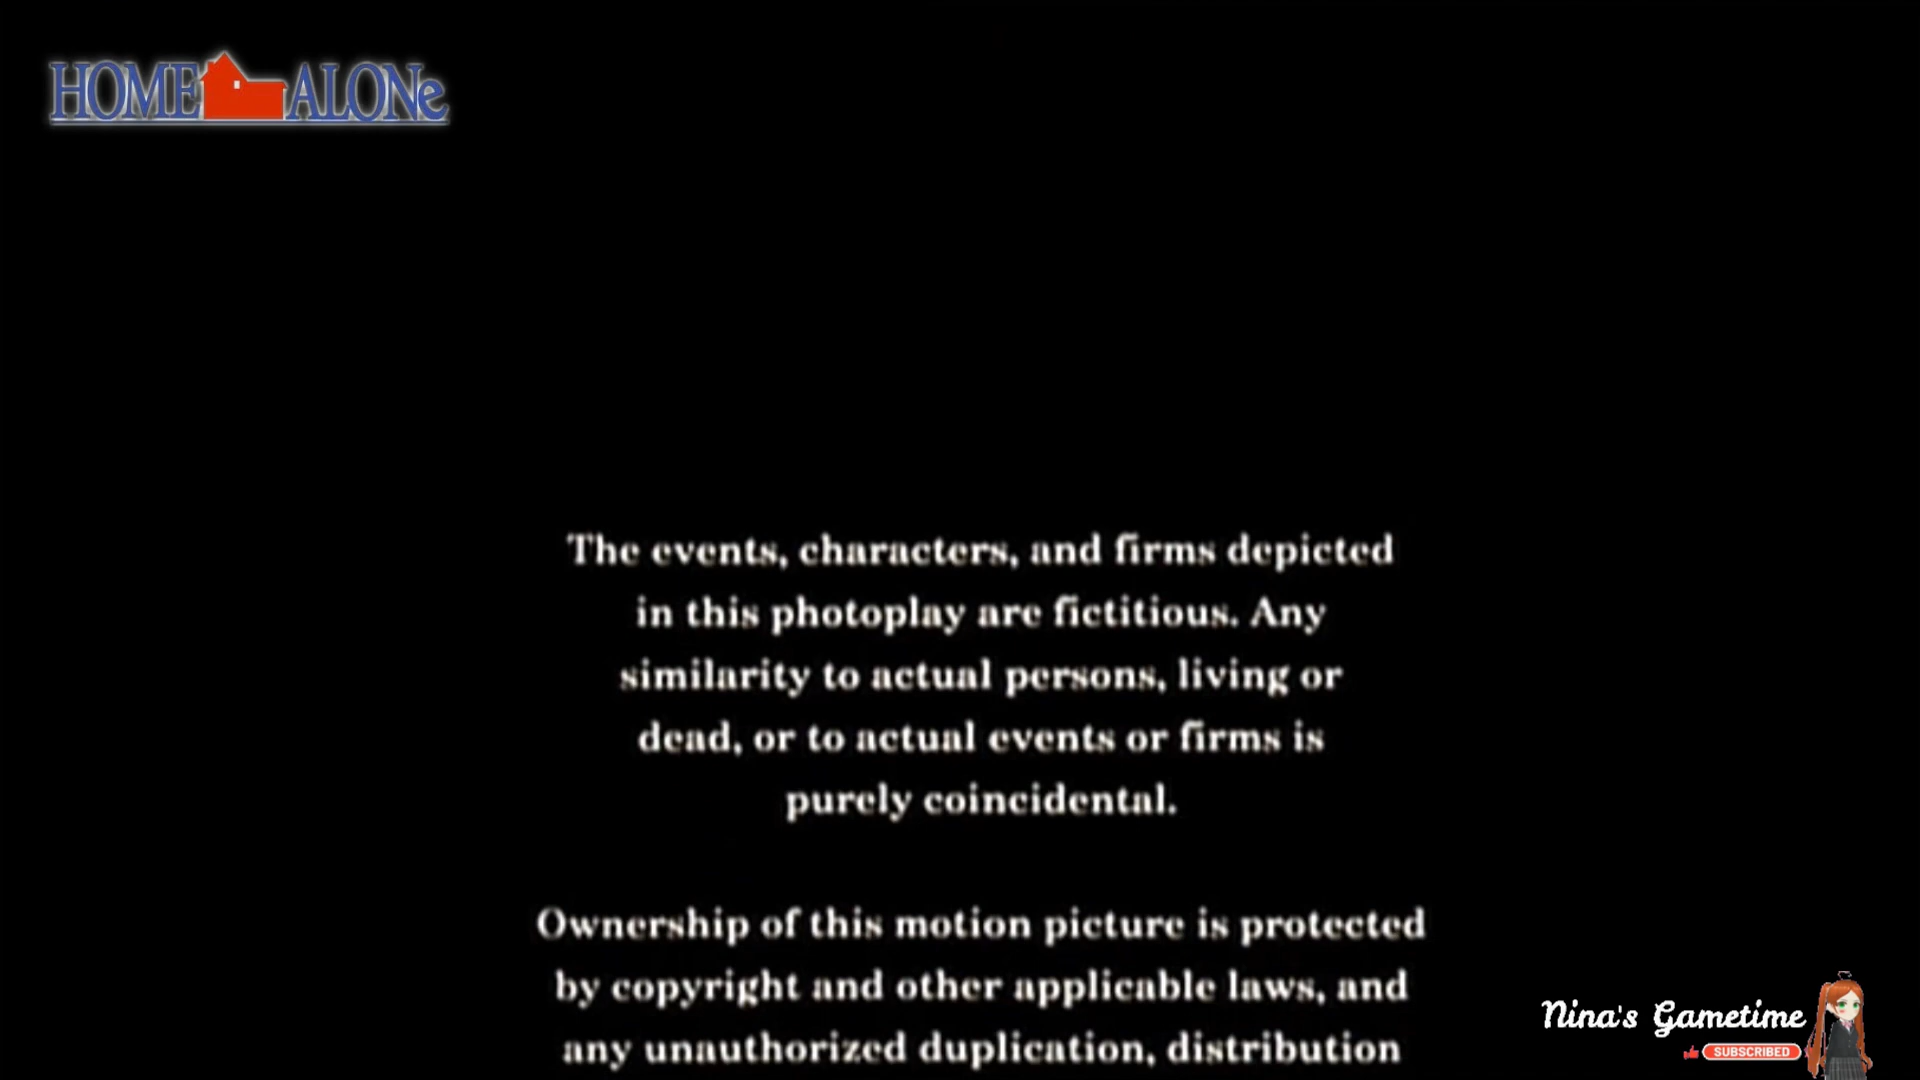 HOME ALONe
The events, characters, and firms depicted
in this photoplay are fictitious. Any
similarity to actual persons, living or
dead, or to actual events or firms is
purely coincidental.
Ownership of this motion picture is protected
by copyright and other applicable laws, and
any unauthorized duplication, distribution
Nina's Gametime
SUBSCRIBED